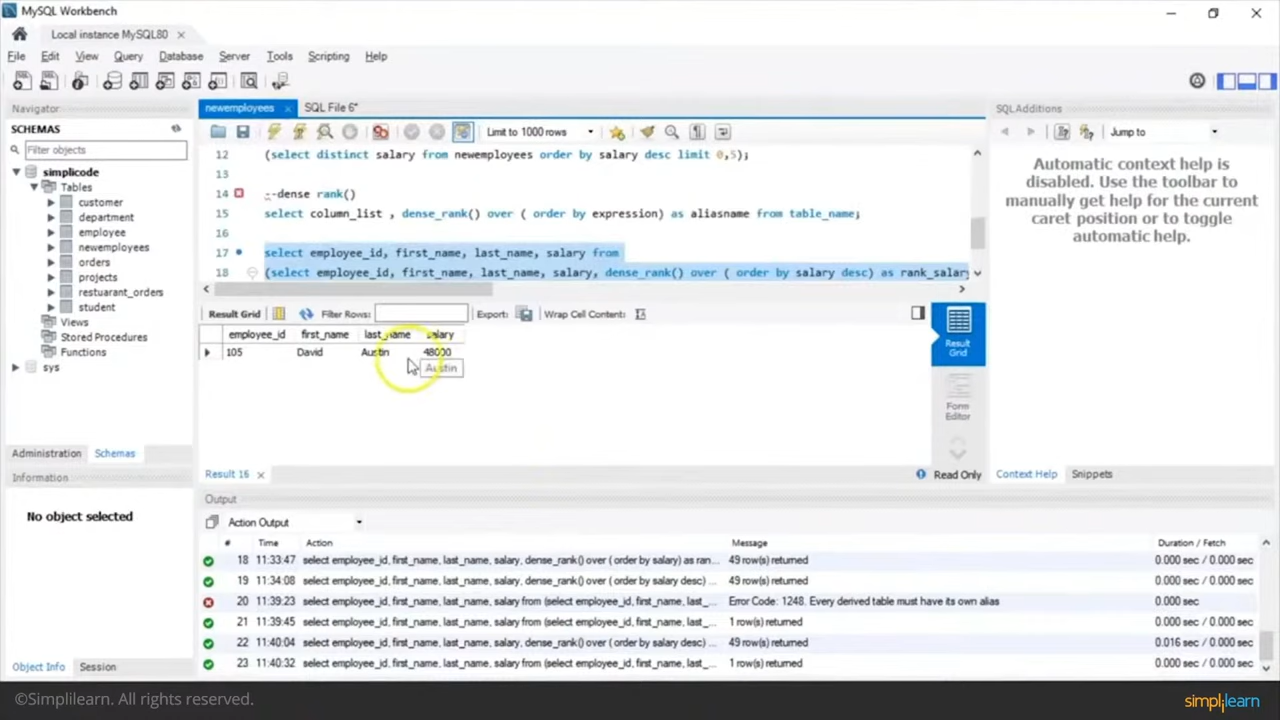 MySQL Workbench
Local instance MySQL80
File Edit View Query Database Server Tools Scripting Help
Navigator
SCHEMAS
Filter objects
simplicode
Tables
customer
department
employee
newemployees
orders
projects
restuarant_orders
student
Views
Stored Procedures
Functions
sys
Administration Schemas
Information
No object selected
Object Info Session
newemployees SQL File 6*
Limit to 1000 rows
12 (select distinct salary from newemployees order by salary desc limit 0,5);
13
14 --dense rank()
15 select column_list , dense_rank() over ( order by expression) as aliasname from table_name;
16
17 select employee_id, first_name, last_name, salary from
18 (select employee_id, first_name, last_name, salary, dense_rank() over ( order by salary desc) as rank_salary
Result Grid Filter Rows: Export: Wrap Cell Content:
employee_id first_name last_name salary
105 David Austin 48000
Austin
Result Grid
Form Editor
Result 16 Read Only
SQLAdditions
Jump to
Automatic context help is
disabled. Use the toolbar to
manually get help for the current
caret position or to toggle
automatic help.
Context Help Snippets
Output
Action Output
# Time Action Message Duration / Fetch
18 11:33:47 select employee_id, first_name, last_name, salary, dense_rank() over ( order by salary) as ran... 49 row(s) returned 0.000 sec / 0.000 sec
19 11:34:08 select employee_id, first_name, last_name, salary, dense_rank() over ( order by salary desc) ... 49 row(s) returned 0.000 sec / 0.000 sec
20 11:39:23 select employee_id, first_name, last_name, salary from (select employee_id, first_name, last_... Error Code: 1248. Every derived table must have its own alias 0.000 sec
21 11:39:45 select employee_id, first_name, last_name, salary from (select employee_id, first_name, last_... 1 row(s) returned 0.000 sec / 0.000 sec
22 11:40:04 select employee_id, first_name, last_name, salary, dense_rank() over ( order by salary desc) ... 49 row(s) returned 0.016 sec / 0.000 sec
23 11:40:32 select employee_id, first_name, last_name, salary from (select employee_id, first_name, last_... 1 row(s) returned 0.000 sec / 0.000 sec
©Simplilearn. All rights reserved.
simplilearn